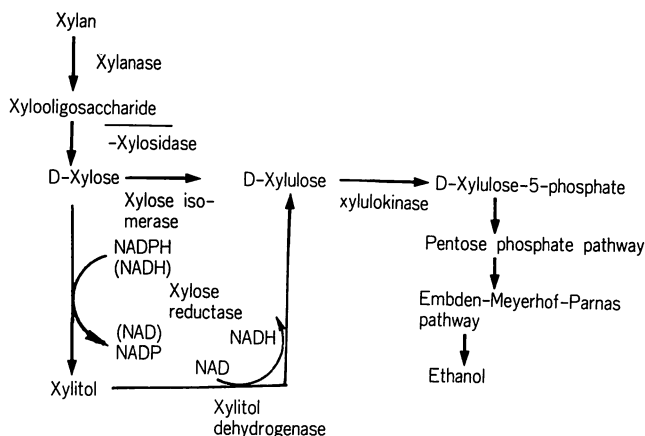 Xylan
Xylanase
Xylooligosaccharide
-Xylosidase
D-Xylose
Xylose iso-
merase
D-Xylulose
xylulokinase
D-Xylulose-5-phosphate
Pentose phosphate pathway
Embden-Meyerhof-Parnas
pathway
Ethanol
NADPH
(NADH)
Xylose
reductase
(NAD)
NADP
NADH
NAD
Xylitol
Xylitol
dehydrogenase